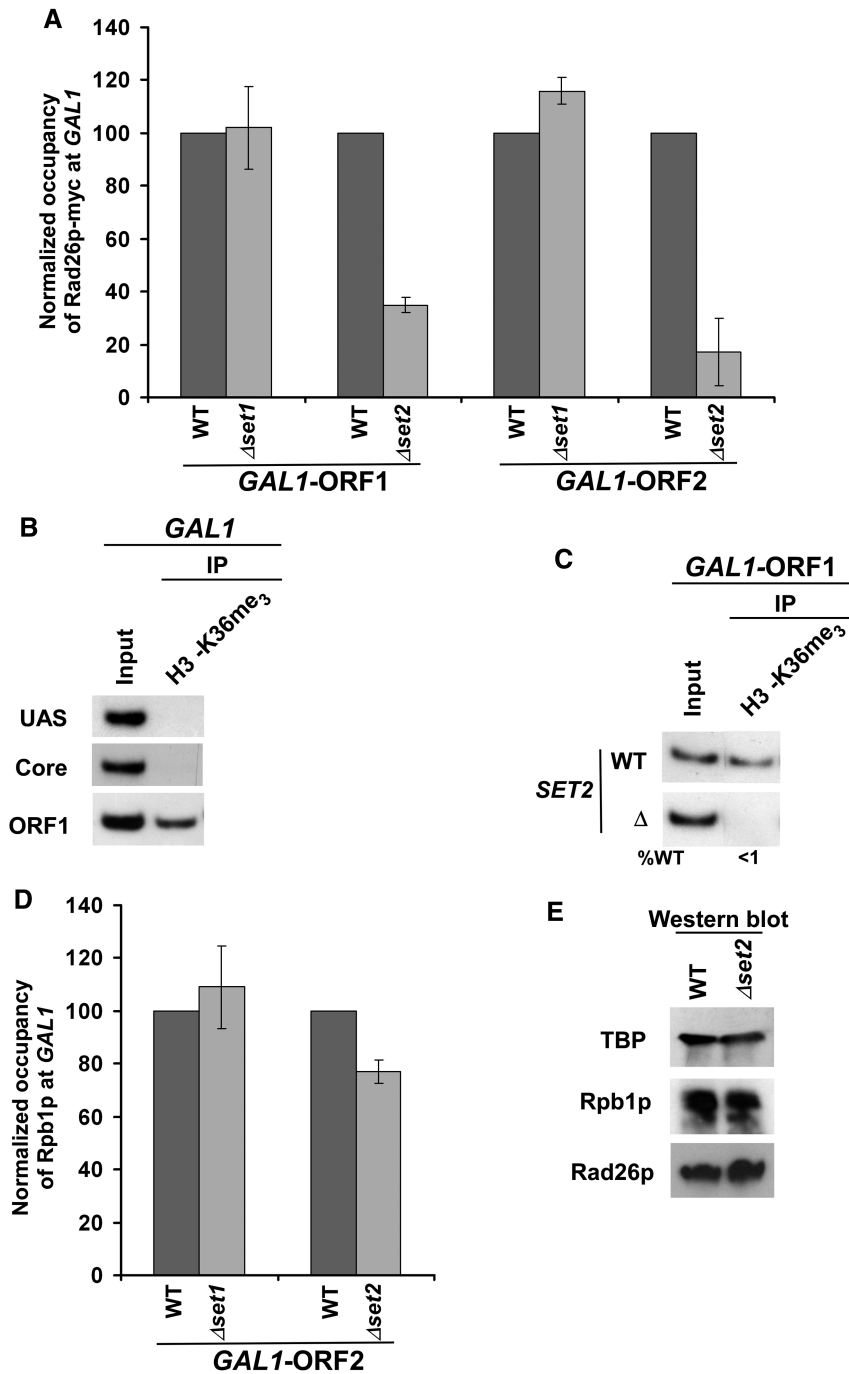 A
Normalized occupancy
of Rad26p-myc at GAL1
140
120
100
80
60
40
20
0
WT
Δset1
WT
Δset2
WT
Δset1
WT
Δset2
GAL1-ORF1
GAL1-ORF2
B
GAL1
IP
Input
H3 -K36me3
UAS
Core
ORF1
C
GAL1-ORF1
IP
Input
H3 -K36me3
SET2
WT
Δ
%WT <1
D
Normalized occupancy
of Rpb1p at GAL1
140
120
100
80
60
40
20
0
WT
Δset1
WT
Δset2
GAL1-ORF2
E
Western blot
WT
Δset2
TBP
Rpb1p
Rad26p